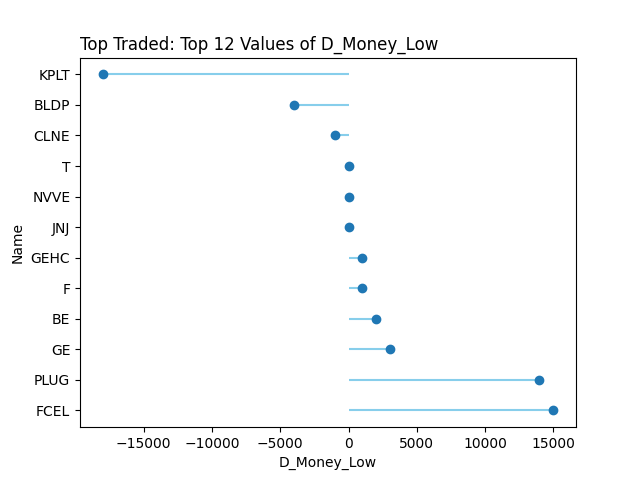 Top Traded: Top 12 Values of D_Money_Low
KPLT
BLDP
CLNE
T
NVVE
JNJ
GEHC
F
BE
GE
PLUG
FCEL
Name
−15000 −10000 −5000 0 5000 10000 15000
D_Money_Low